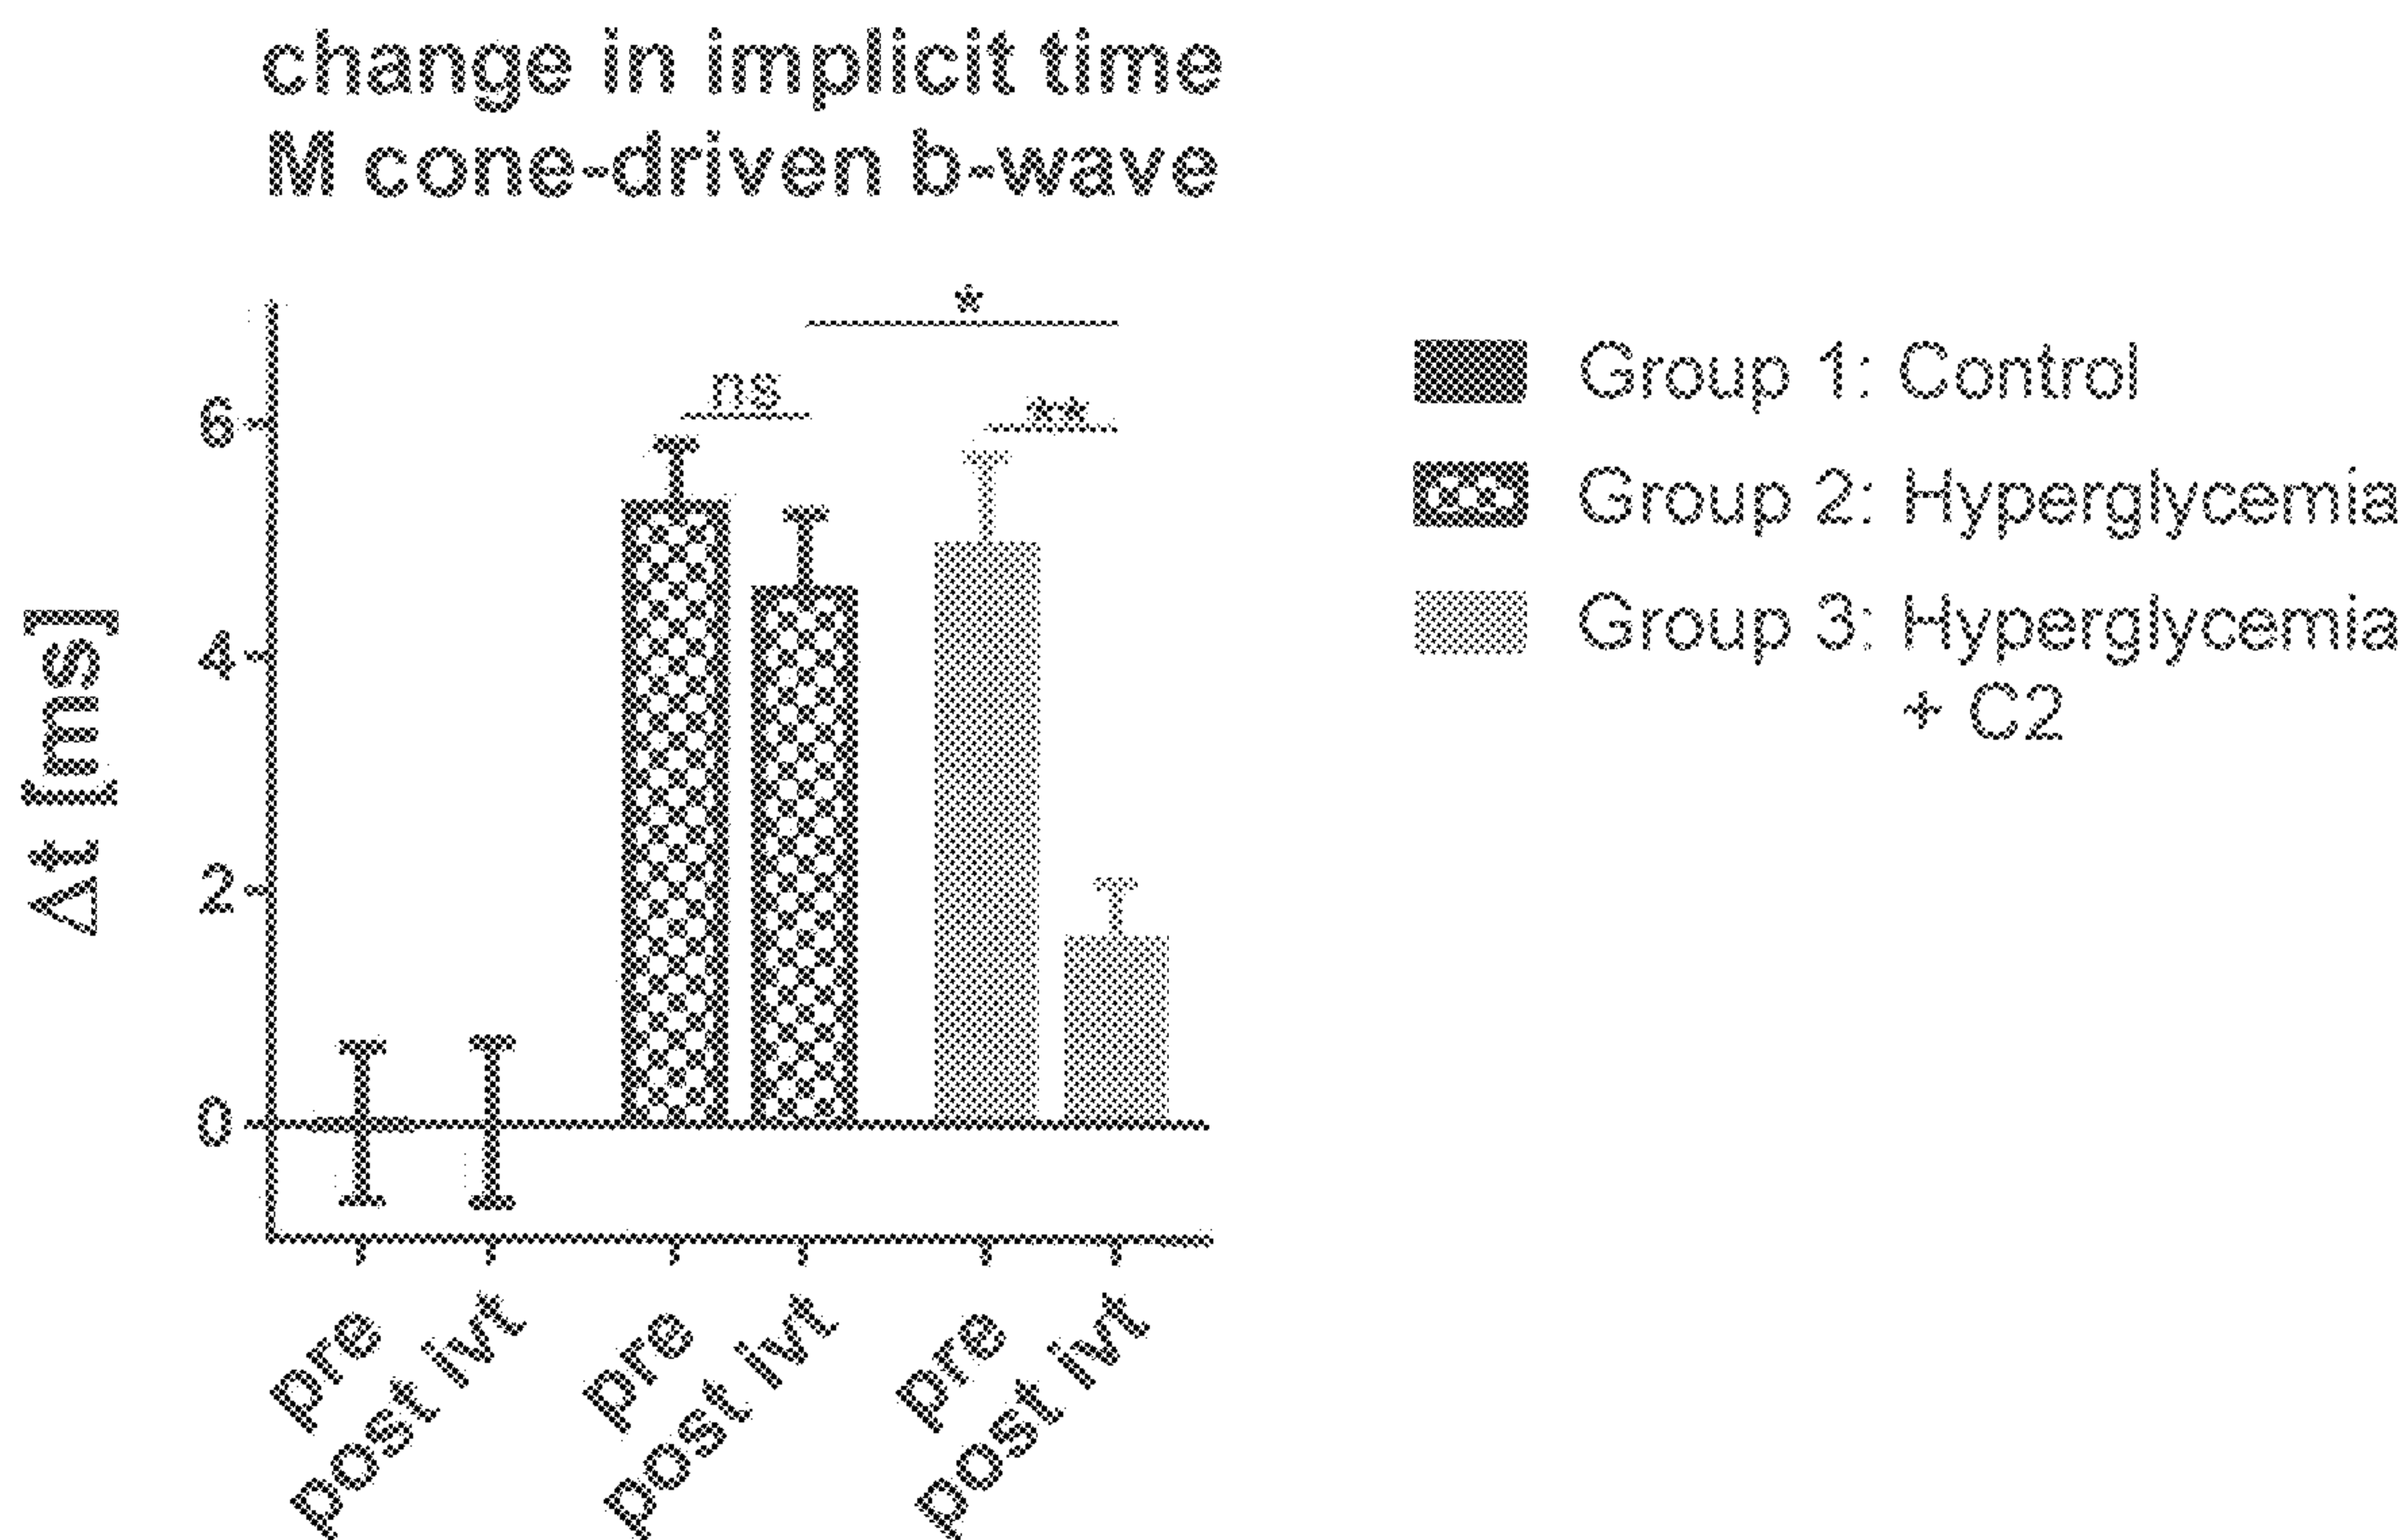 change in implicit time
M cone-driven b-wave
*
ns
**
6
4
2
0
Δt [ms]
pre
post ivt
pre
post ivt
pre
post ivt
Group 1: Control
Group 2: Hyperglycemia
Group 3: Hyperglycemia
+ C2